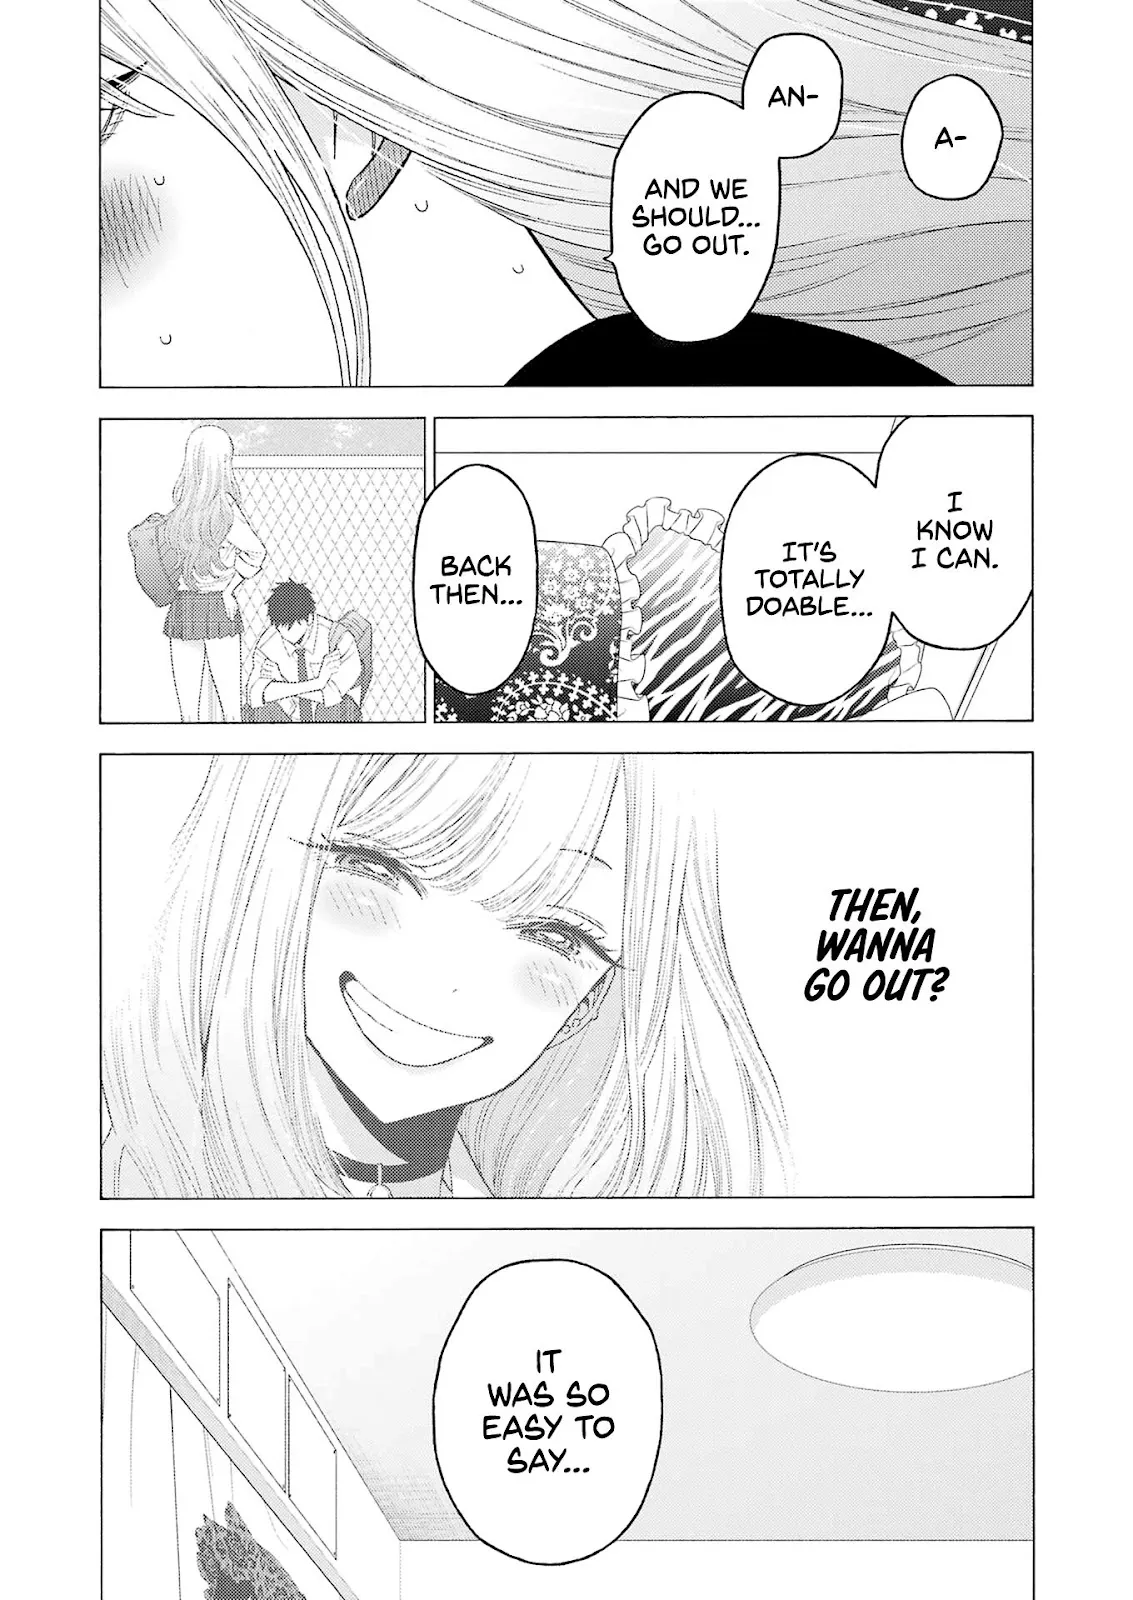 A-
AN-
AND WE
SHOULD...
GO OUT.
I
KNOW
I CAN.
IT'S
TOTALLY
DOABLE...
BACK
THEN...
THEN,
WANNA
GO OUT?
IT
WAS SO
EASY TO
SAY...